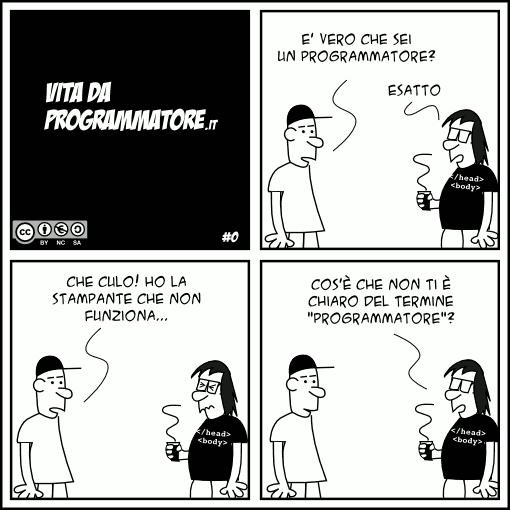 VITA DA
PROGRAMMATORE.IT
cc
BY NC SA
#0
E' VERO CHE SEI
UN PROGRAMMATORE?
ESATTO
</head>
<body>
CHE CULO! HO LA
STAMPANTE CHE NON
FUNZIONA...
</head>
<body>
COS'È CHE NON TI È
CHIARO DEL TERMINE
"PROGRAMMATORE"?
</head>
<body>